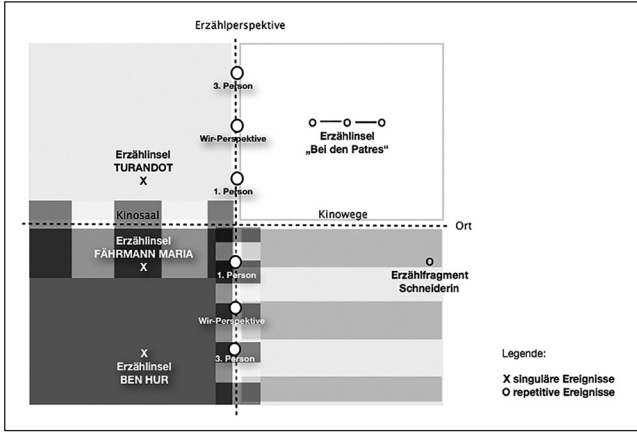 Erzählperspektive
3. Person
Wir-Perspektive
Erzählinsel
„Bei den Patres“
Erzählinsel
TURANDOT
X
1. Person
Kinosaal
Kinowege
Ort
Erzählinsel
FÄHRMANN MARIA
X
1. Person
Erzählfragment
Schneiderin
Wir-Perspektive
3. Person
X
Erzählinsel
BEN HUR
Legende:
X singuläre Ereignisse
O repetitive Ereignisse